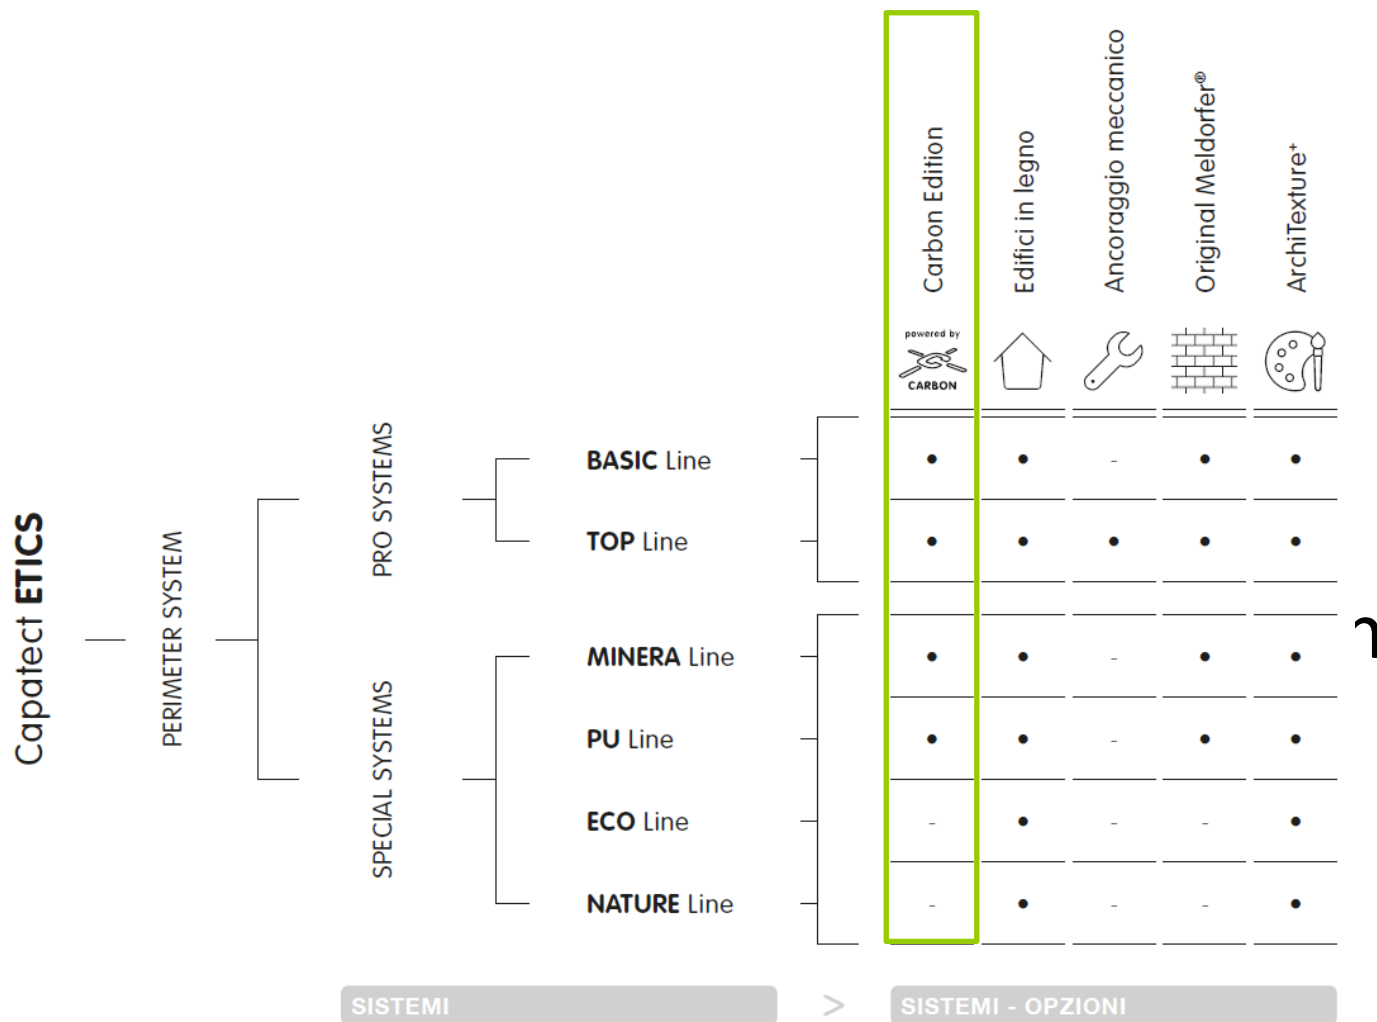 Carbon Edition
Edifici in legno
Ancoraggio meccanico
Original Meldorfer®
ArchiTexture⁺
powered by
CARBON
Capatect ETICS
PERIMETER SYSTEM
PRO SYSTEMS
BASIC Line • • - • •
TOP Line • • • • •
SPECIAL SYSTEMS
MINERA Line • • - • •
PU Line • • - • •
ECO Line - • - - •
NATURE Line - • - - •
SISTEMI > SISTEMI - OPZIONI